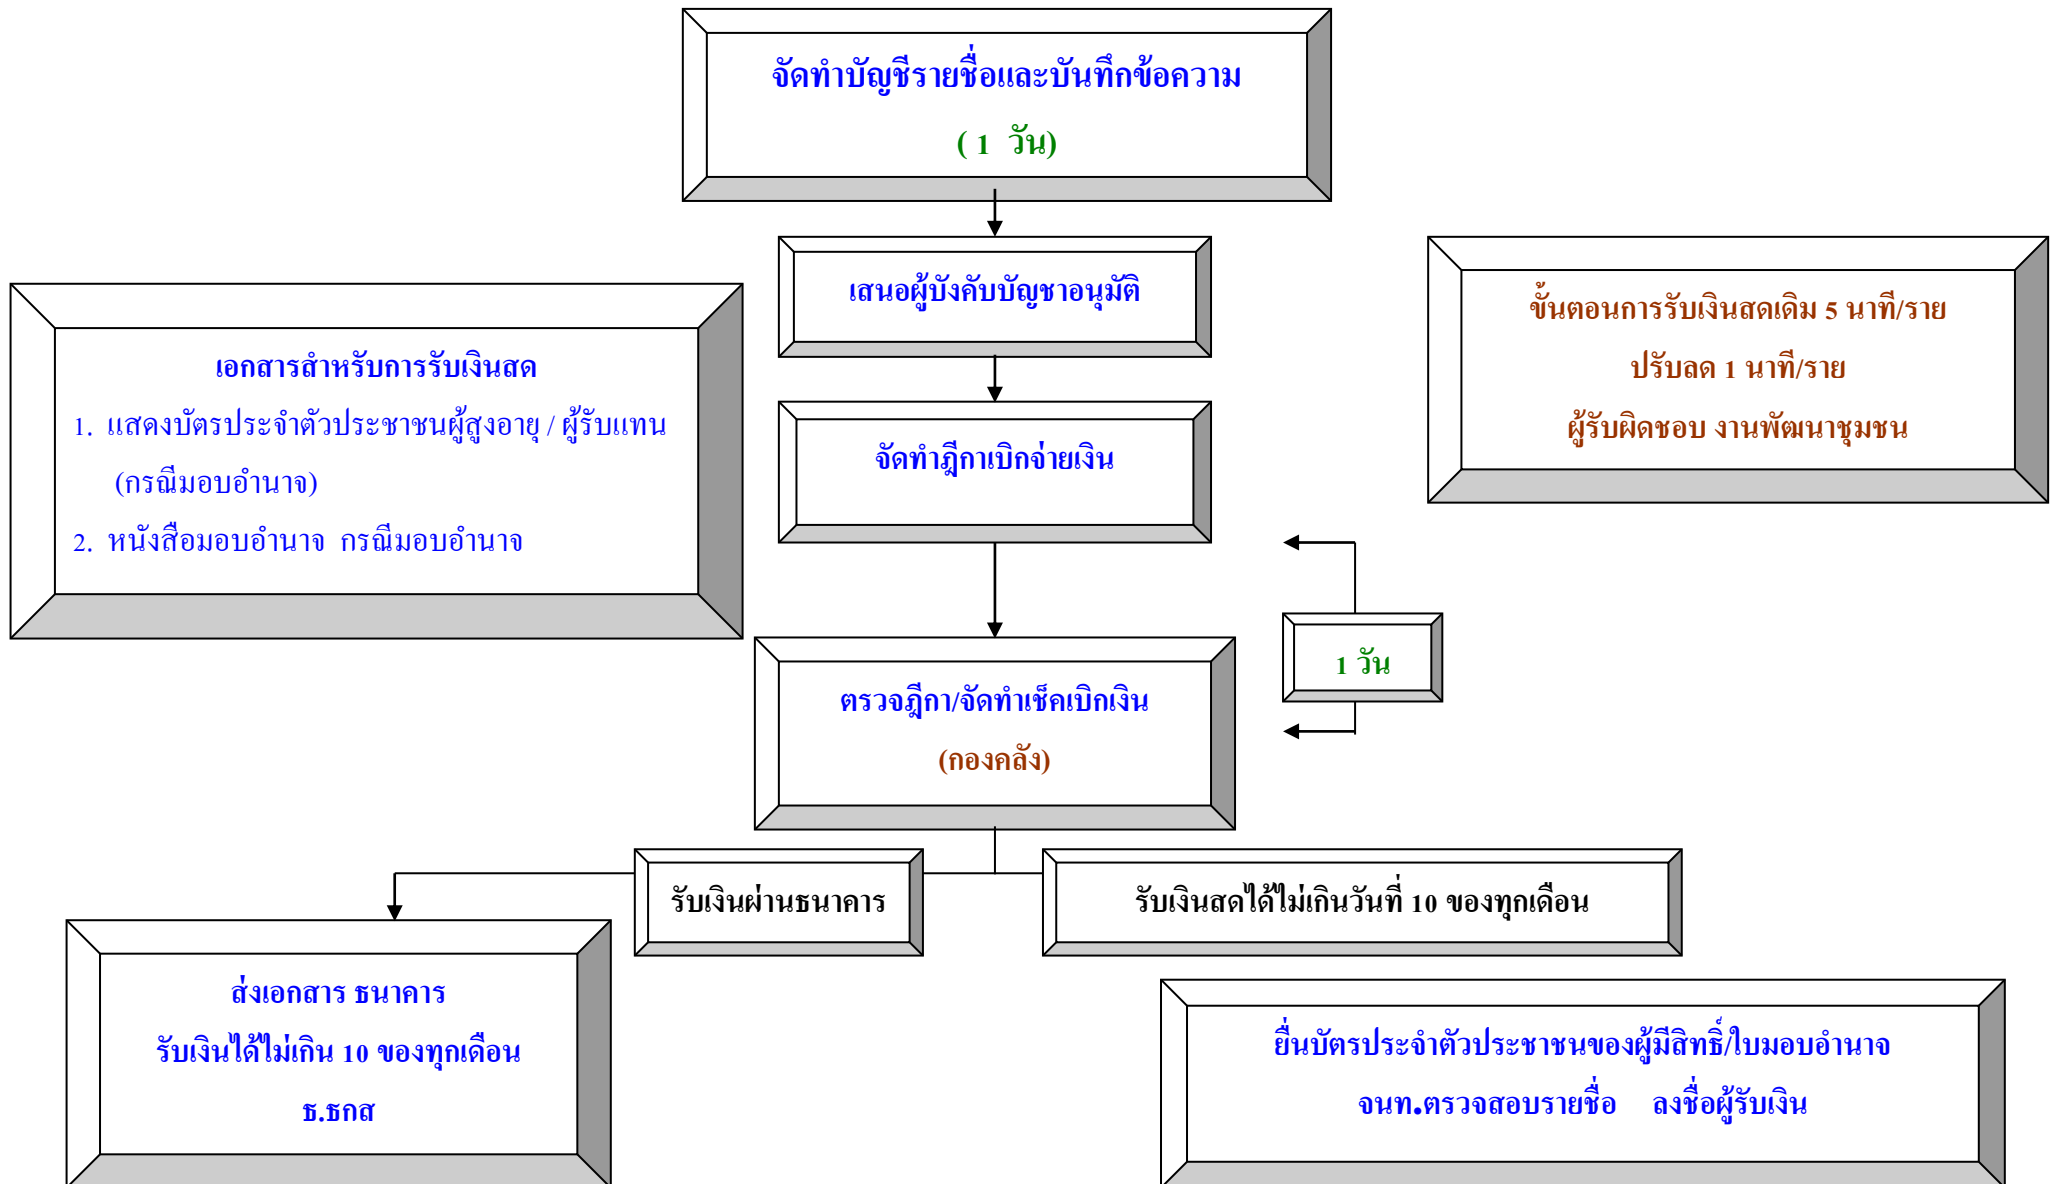 จัดทำบัญชีรายชื่อและบันทึกข้อความ
( 1 วัน)
เสนอผู้บังคับบัญชาอนุมัติ
ขั้นตอนการรับเงินสดเดิม 5 นาที/ราย
ปรับลด 1 นาที/ราย
ผู้รับผิดชอบ งานพัฒนาชุมชน
เอกสารสำหรับการรับเงินสด
1. แสดงบัตรประจำตัวประชาชนผู้สูงอายุ / ผู้รับแทน
(กรณีมอบอำนาจ)
2. หนังสือมอบอำนาจ กรณีมอบอำนาจ
จัดทำฎีกาเบิกจ่ายเงิน
1 วัน
ตรวจฎีกา/จัดทำเช็คเบิกเงิน
(กองคลัง)
รับเงินผ่านธนาคาร
รับเงินสดได้ไม่เกินวันที่ 10 ของทุกเดือน
ส่งเอกสาร ธนาคาร
รับเงินได้ไม่เกิน 10 ของทุกเดือน
ธ.ธกส
ยื่นบัตรประจำตัวประชาชนของผู้มีสิทธิ์/ใบมอบอำนาจ
จนท.ตรวจสอบรายชื่อ ลงชื่อผู้รับเงิน